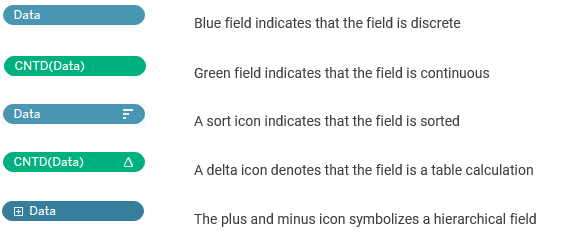 Data
Blue field indicates that the field is discrete
CNTD(Data)
Green field indicates that the field is continuous
Data
A sort icon indicates that the field is sorted
CNTD(Data)
A delta icon denotes that the field is a table calculation
Data
The plus and minus icon symbolizes a hierarchical field